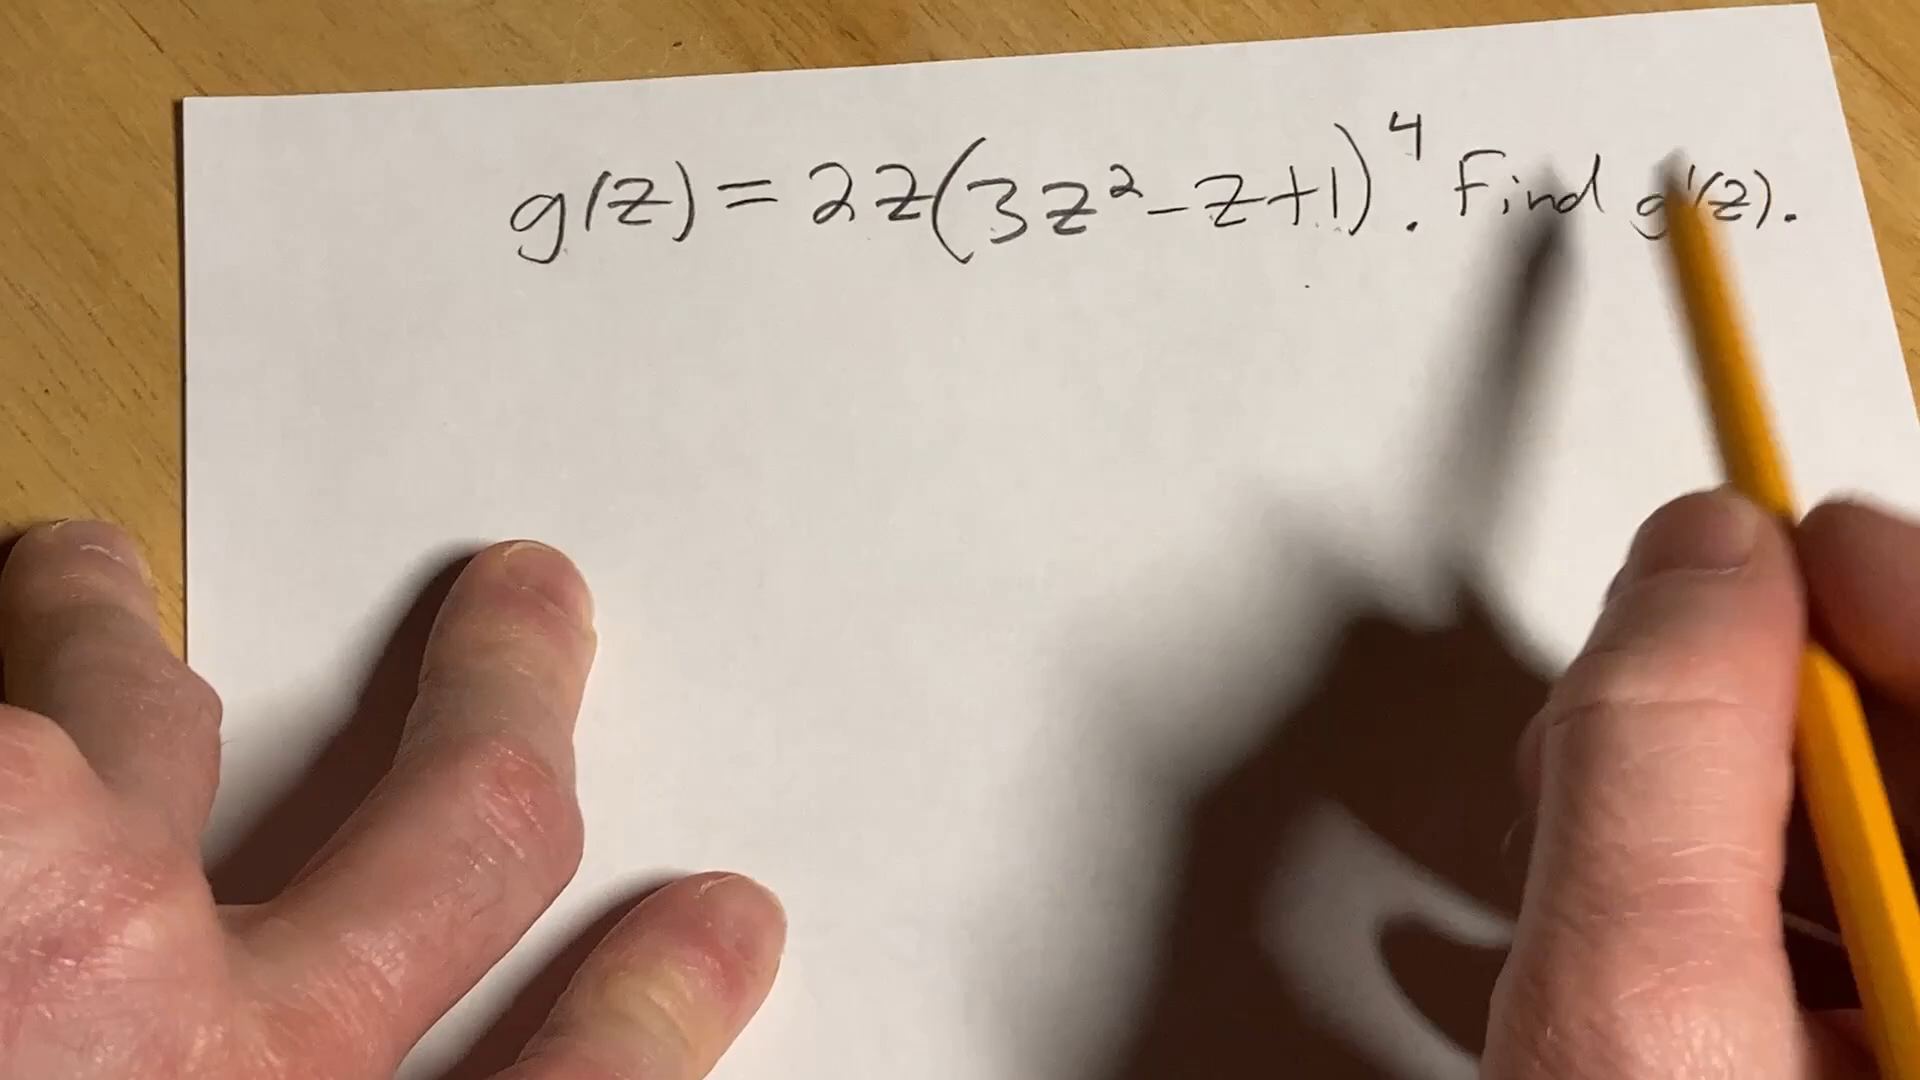 g(z) = 2z(3z² - z + 1)⁴. Find g'(z).